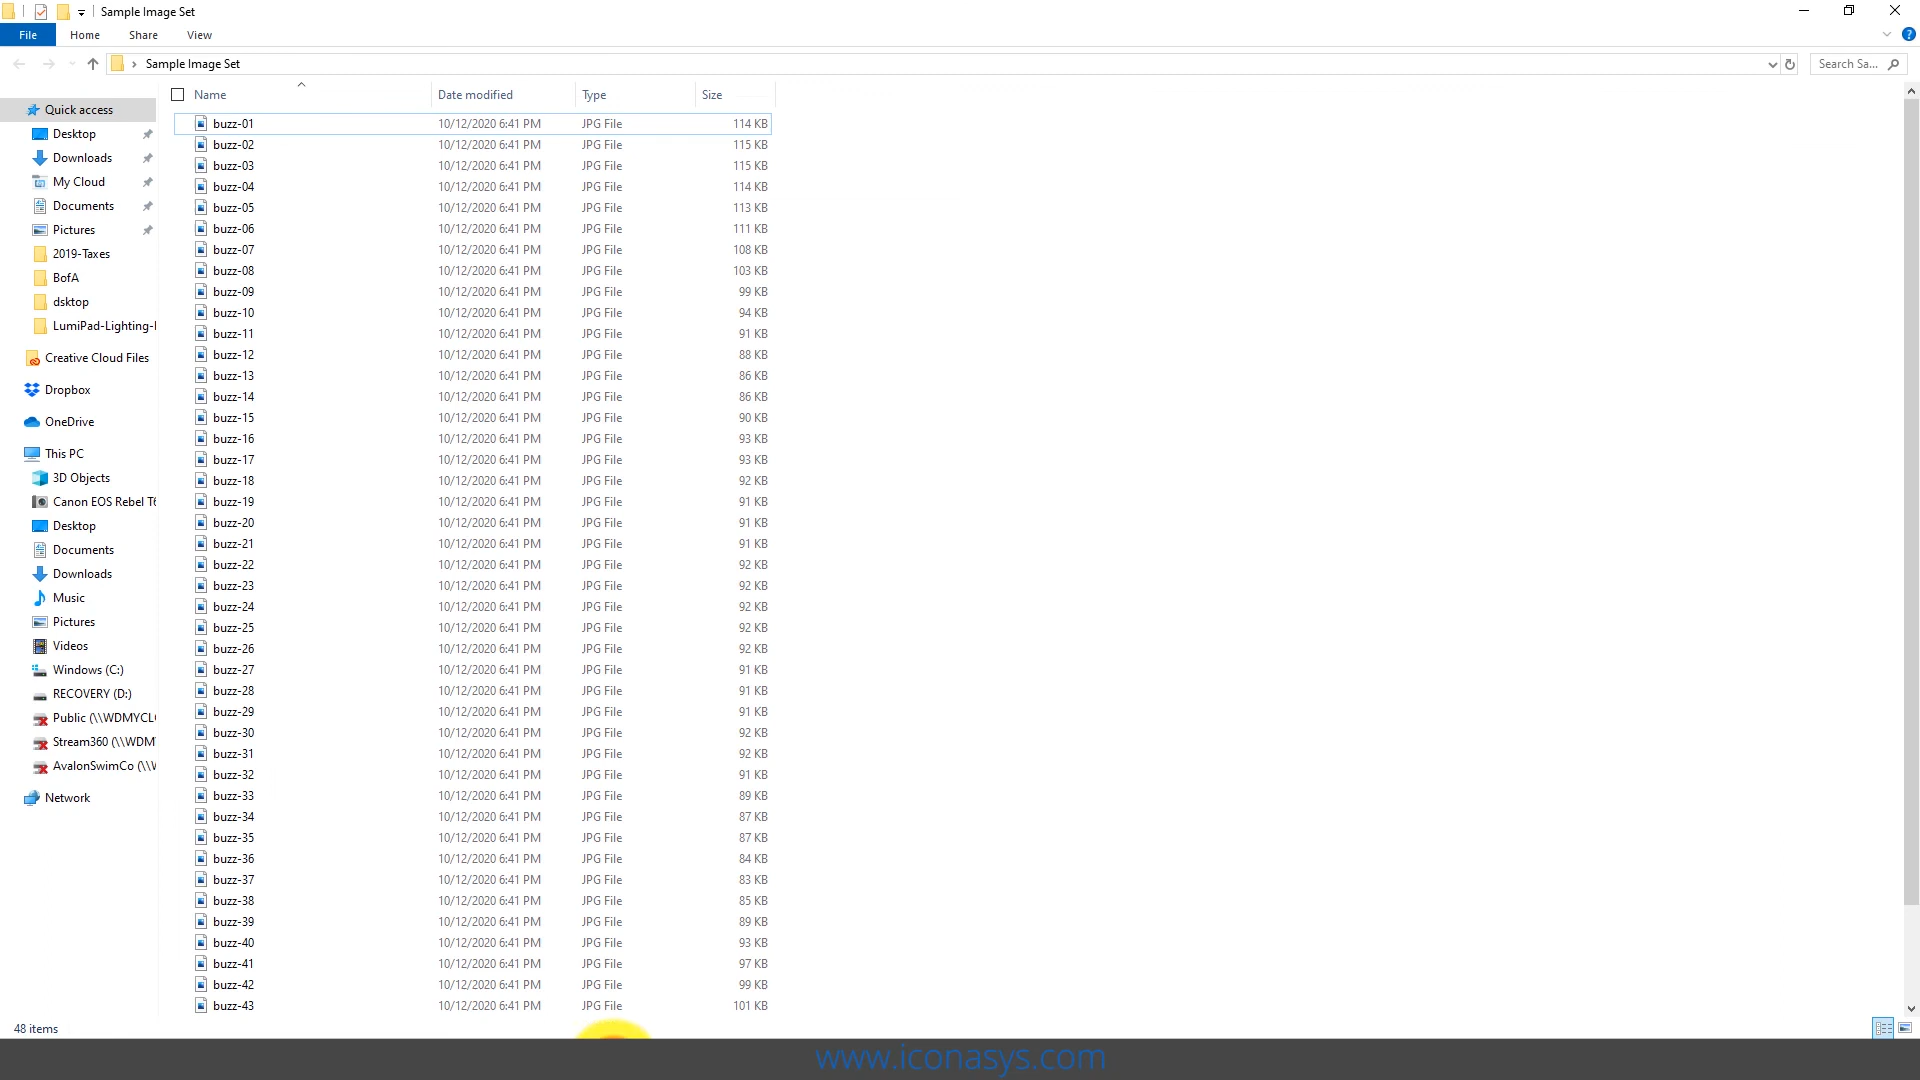 Sample Image Set
File Home Share View
Sample Image Set
Search Sa...
Name Date modified Type Size
Quick access
Desktop
Downloads
My Cloud
Documents
Pictures
2019-Taxes
BofA
dsktop
LumiPad-Lighting-
Creative Cloud Files
Dropbox
OneDrive
This PC
3D Objects
Canon EOS Rebel T6
Desktop
Documents
Downloads
Music
Pictures
Videos
Windows (C:)
RECOVERY (D:)
Public (\\WDMYCL
Stream360 (\\WDM
AvalonSwimCo (\\
Network
buzz-01 10/12/2020 6:41 PM JPG File 114 KB
buzz-02 10/12/2020 6:41 PM JPG File 115 KB
buzz-03 10/12/2020 6:41 PM JPG File 115 KB
buzz-04 10/12/2020 6:41 PM JPG File 114 KB
buzz-05 10/12/2020 6:41 PM JPG File 113 KB
buzz-06 10/12/2020 6:41 PM JPG File 111 KB
buzz-07 10/12/2020 6:41 PM JPG File 108 KB
buzz-08 10/12/2020 6:41 PM JPG File 103 KB
buzz-09 10/12/2020 6:41 PM JPG File 99 KB
buzz-10 10/12/2020 6:41 PM JPG File 94 KB
buzz-11 10/12/2020 6:41 PM JPG File 91 KB
buzz-12 10/12/2020 6:41 PM JPG File 88 KB
buzz-13 10/12/2020 6:41 PM JPG File 86 KB
buzz-14 10/12/2020 6:41 PM JPG File 86 KB
buzz-15 10/12/2020 6:41 PM JPG File 90 KB
buzz-16 10/12/2020 6:41 PM JPG File 93 KB
buzz-17 10/12/2020 6:41 PM JPG File 93 KB
buzz-18 10/12/2020 6:41 PM JPG File 92 KB
buzz-19 10/12/2020 6:41 PM JPG File 91 KB
buzz-20 10/12/2020 6:41 PM JPG File 91 KB
buzz-21 10/12/2020 6:41 PM JPG File 91 KB
buzz-22 10/12/2020 6:41 PM JPG File 92 KB
buzz-23 10/12/2020 6:41 PM JPG File 92 KB
buzz-24 10/12/2020 6:41 PM JPG File 92 KB
buzz-25 10/12/2020 6:41 PM JPG File 92 KB
buzz-26 10/12/2020 6:41 PM JPG File 92 KB
buzz-27 10/12/2020 6:41 PM JPG File 91 KB
buzz-28 10/12/2020 6:41 PM JPG File 91 KB
buzz-29 10/12/2020 6:41 PM JPG File 91 KB
buzz-30 10/12/2020 6:41 PM JPG File 92 KB
buzz-31 10/12/2020 6:41 PM JPG File 92 KB
buzz-32 10/12/2020 6:41 PM JPG File 91 KB
buzz-33 10/12/2020 6:41 PM JPG File 89 KB
buzz-34 10/12/2020 6:41 PM JPG File 87 KB
buzz-35 10/12/2020 6:41 PM JPG File 87 KB
buzz-36 10/12/2020 6:41 PM JPG File 84 KB
buzz-37 10/12/2020 6:41 PM JPG File 83 KB
buzz-38 10/12/2020 6:41 PM JPG File 85 KB
buzz-39 10/12/2020 6:41 PM JPG File 89 KB
buzz-40 10/12/2020 6:41 PM JPG File 93 KB
buzz-41 10/12/2020 6:41 PM JPG File 97 KB
buzz-42 10/12/2020 6:41 PM JPG File 99 KB
buzz-43 10/12/2020 6:41 PM JPG File 101 KB
48 items
www.iconasys.com